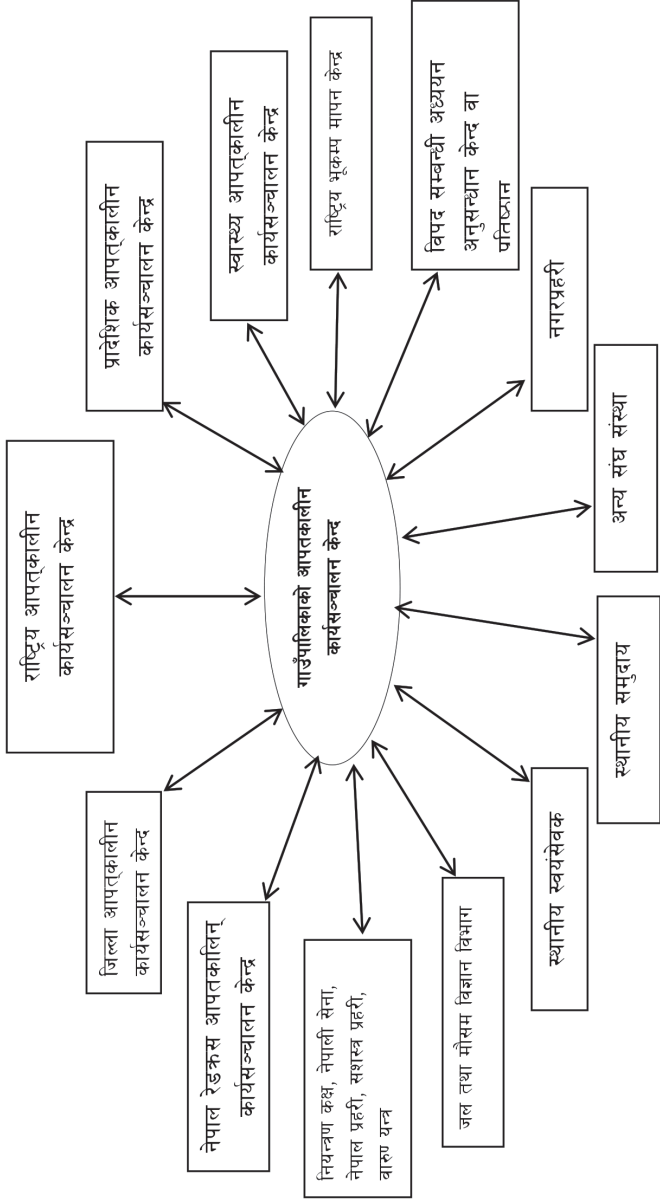 राष्ट्रिय आपत्कालीन
कार्यसञ्चालन केन्द्र
जिल्ला आपत्कालीन
कार्यसञ्चालन केन्द
प्रादेशिक आपत्कालीन
कार्यसञ्चालन केन्द्र
नेपाल रेडक्रस आपतकालिन्
कार्यसञ्चालन केन्द्र
स्वास्थ्य आपत्कालीन
कार्यसञ्चालन केन्द्र
गाउँपालिकाको आपतकालीन
कार्यसञ्चालन केन्द
नियन्त्रण कक्ष, नेपाली सेना,
नेपाल प्रहरी, सशस्त्र प्रहरी,
वारुण यन्त्र
राष्ट्रिय भूकम्प मापन केन्द्र
जल तथा मौसम विज्ञान विभाग
विपद सम्बन्धी अध्ययन
अनुसन्धान केन्द वा
प्रतिष्ठान
स्थानीय स्वयंसेवक
नगरप्रहरी
स्थानीय समुदाय
अन्य संघ संस्था